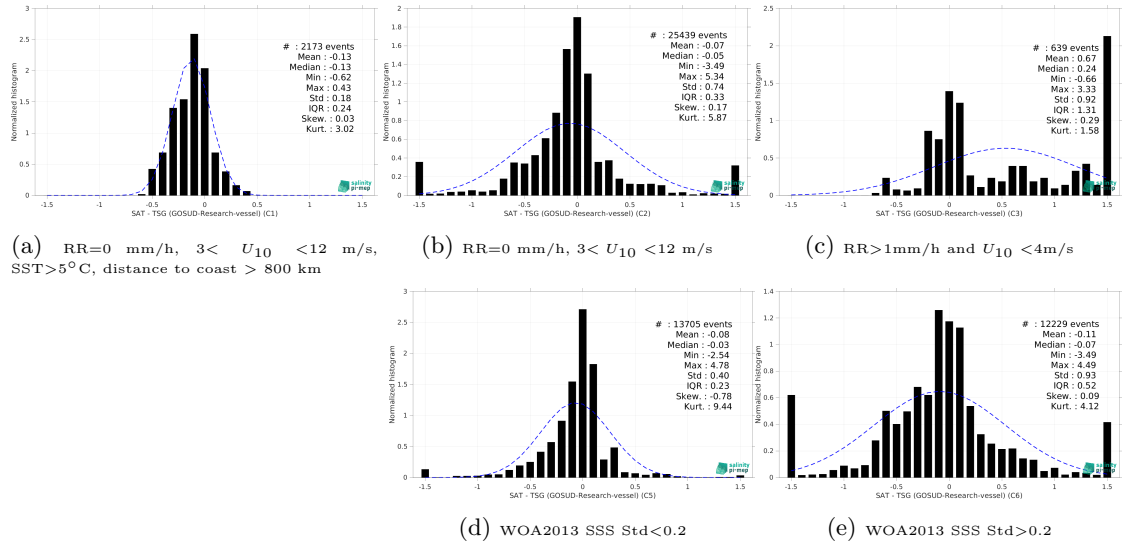 3
2.5
2
1.5
1
0.5
0
-1.5 -1 -0.5 0 0.5 1 1.5
Normalized histogram
SAT - TSG (GOSUD-Research-vessel) (C1)
# : 2173 events
Mean : -0.13
Median : -0.13
Min : -0.62
Max : 0.43
Std : 0.18
IQR : 0.24
Skew. : 0.03
Kurt. : 3.02
salinity
pi-mep
(a) RR=0 mm/h, 3< U10 <12 m/s,
SST>5°C, distance to coast > 800 km
2
1.8
1.6
1.4
1.2
1
0.8
0.6
0.4
0.2
0
-1.5 -1 -0.5 0 0.5 1 1.5
Normalized histogram
SAT - TSG (GOSUD-Research-vessel) (C2)
# : 25439 events
Mean : -0.07
Median : -0.05
Min : -3.49
Max : 5.34
Std : 0.74
IQR : 0.33
Skew. : 0.17
Kurt. : 5.87
salinity
pi-mep
(b) RR=0 mm/h, 3< U10 <12 m/s
2.5
2
1.5
1
0.5
0
-1.5 -1 -0.5 0 0.5 1 1.5
Normalized histogram
SAT - TSG (GOSUD-Research-vessel) (C3)
# : 639 events
Mean : 0.67
Median : 0.24
Min : -0.66
Max : 3.33
Std : 0.92
IQR : 1.31
Skew. : 0.29
Kurt. : 1.58
salinity
pi-mep
(c) RR>1mm/h and U10 <4m/s
3
2.5
2
1.5
1
0.5
0
-1.5 -1 -0.5 0 0.5 1 1.5
Normalized histogram
SAT - TSG (GOSUD-Research-vessel) (C5)
# : 13705 events
Mean : -0.08
Median : -0.03
Min : -2.54
Max : 4.78
Std : 0.40
IQR : 0.23
Skew. : -0.78
Kurt. : 9.44
salinity
pi-mep
(d) WOA2013 SSS Std<0.2
1.4
1.2
1
0.8
0.6
0.4
0.2
0
-1.5 -1 -0.5 0 0.5 1 1.5
Normalized histogram
SAT - TSG (GOSUD-Research-vessel) (C6)
# : 12229 events
Mean : -0.11
Median : -0.07
Min : -3.49
Max : 4.49
Std : 0.93
IQR : 0.52
Skew. : 0.09
Kurt. : 4.12
salinity
pi-mep
(e) WOA2013 SSS Std>0.2